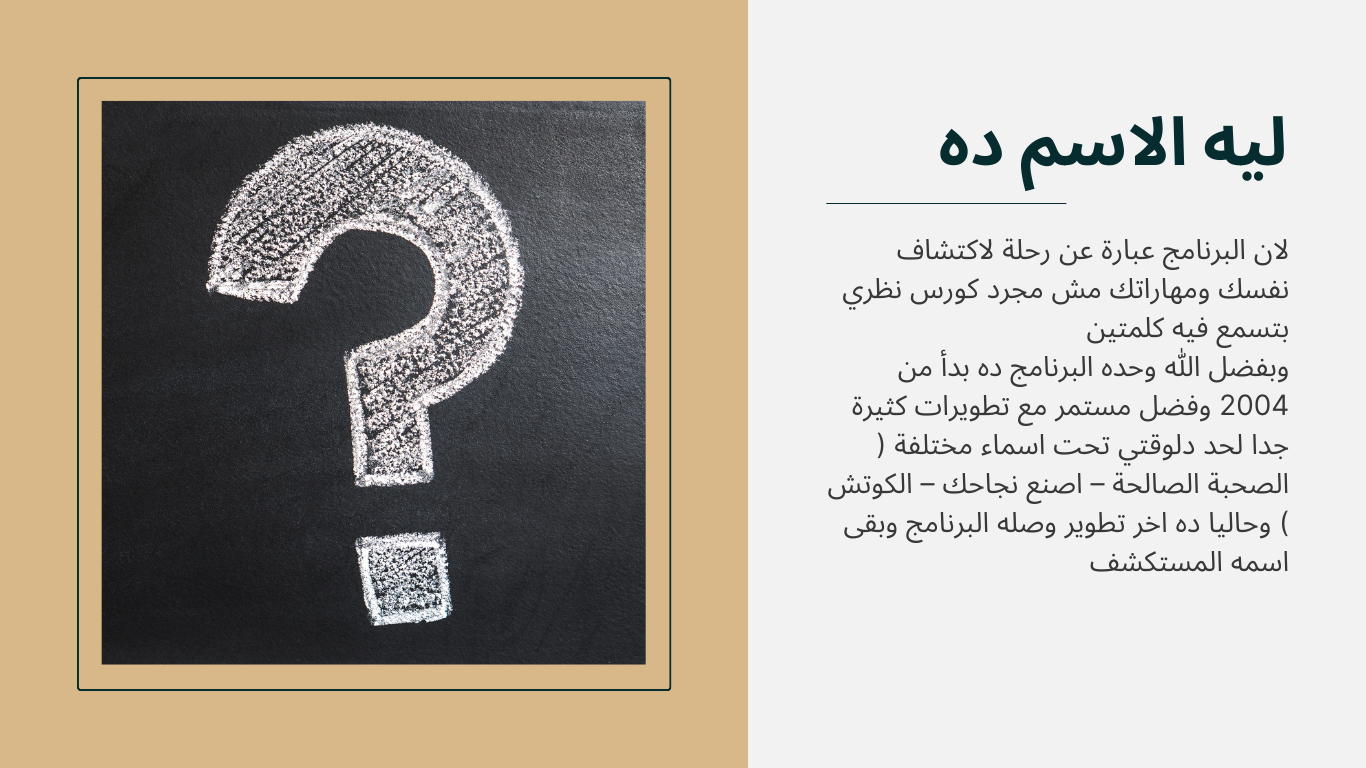 ليه الاسم ده
لان البرنامج عبارة عن رحلة لاكتشاف
نفسك ومهاراتك مش مجرد كورس نظري
بتسمع فيه كلمتين
وبفضل الله وحده البرنامج ده بدأ من
2004 وفضل مستمر مع تطويرات كثيرة
جدا لحد دلوقتي تحت اسماء مختلفة (
الصحبة الصالحة – اصنع نجاحك – الكوتش
) وحاليا ده اخر تطوير وصله البرنامج وبقى
اسمه المستكشف